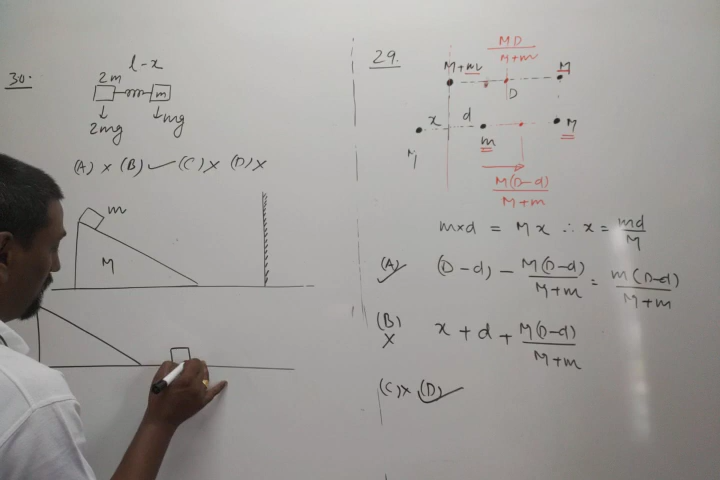 30.
l-x
2m
m
2mg
mg
(A) × (B) ✓ (C) × (D) ×
m
M
29.
MD/M+m
M+m
M
D
x
d
M
m
M
M(D-d)/M+m
m×d = Mx ∴ x = md/M
(A) ✓ (D-d) - M(D-d)/M+m = m(D-d)/M+m
(B) × x + d + M(D-d)/M+m
(C) × (D) ✓